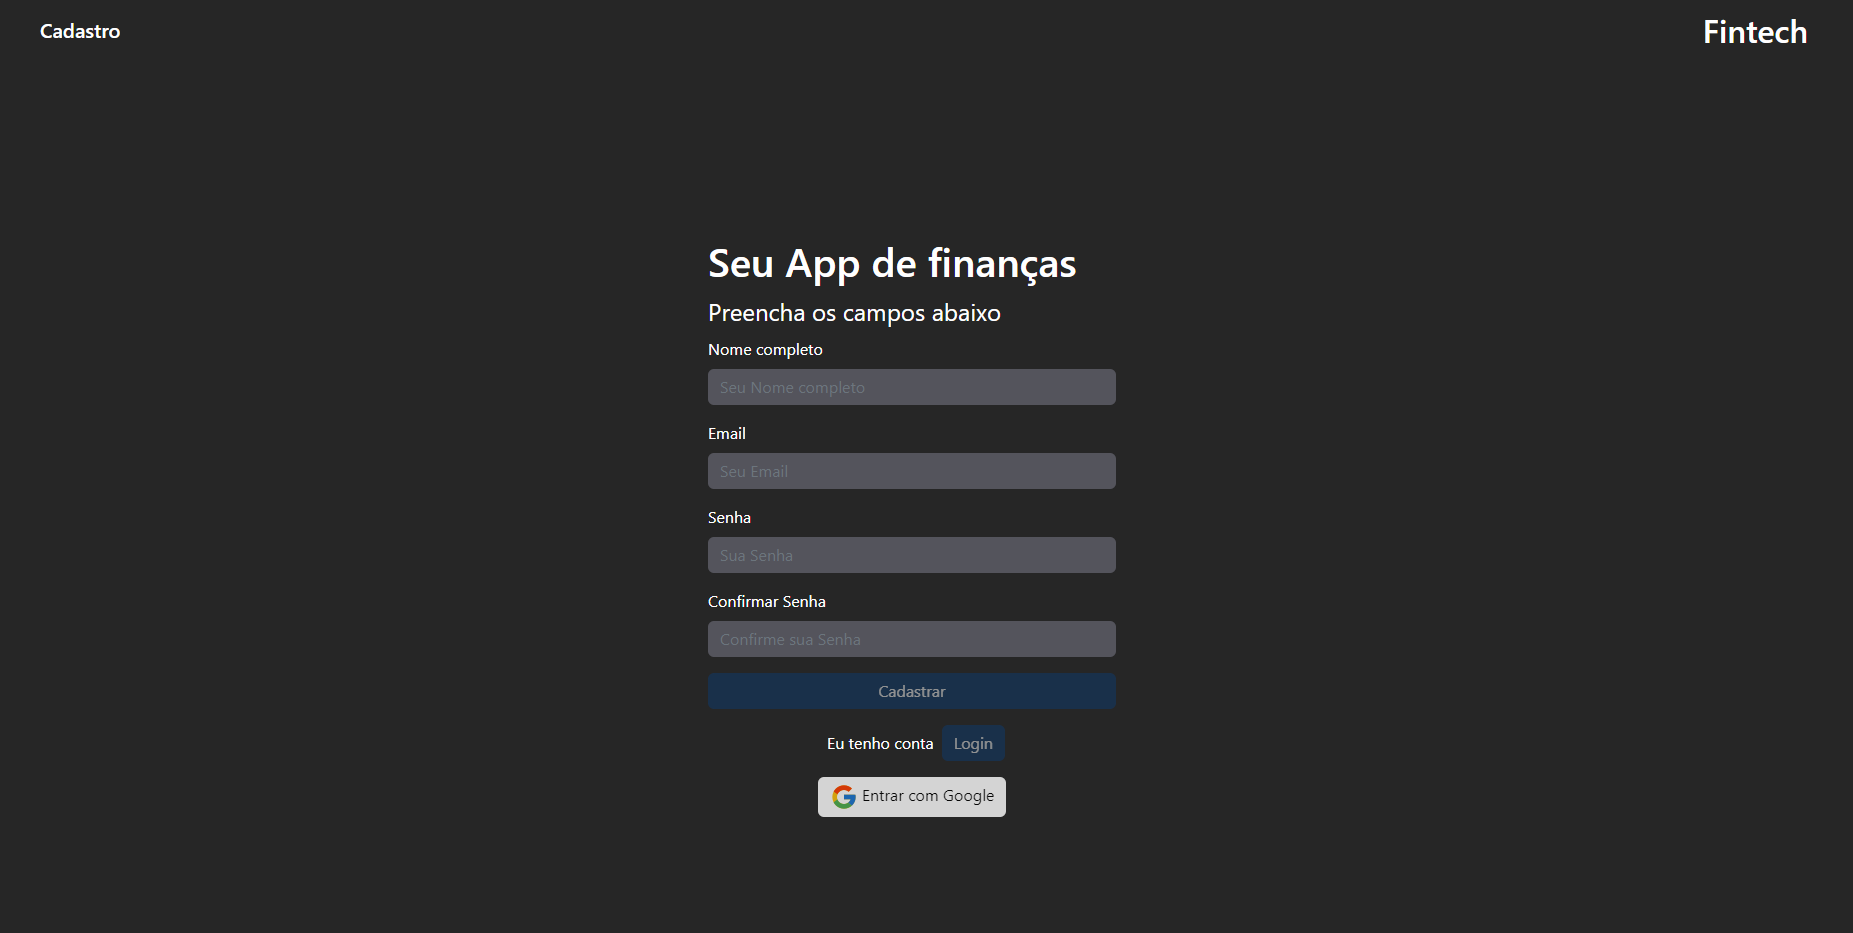 Cadastro
Fintech
Seu App de finanças
Preencha os campos abaixo
Nome completo
Seu Nome completo
Email
Seu Email
Senha
Sua Senha
Confirmar Senha
Confirme sua Senha
Cadastrar
Eu tenho conta Login
Entrar com Google